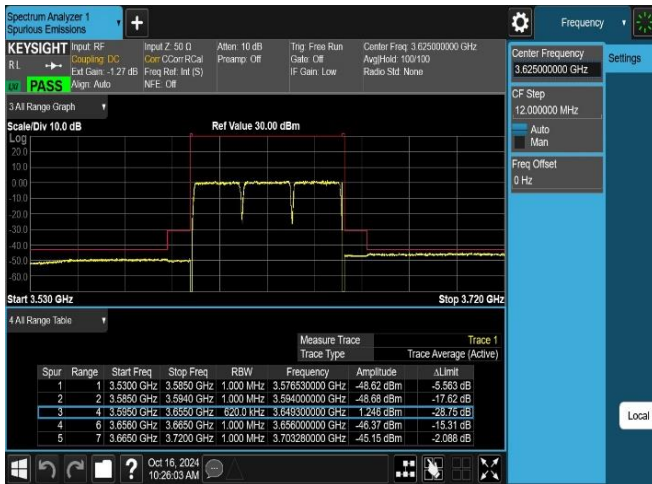 Spectrum Analyzer 1
Spurious Emissions
Frequency
KEYSIGHT Input: RF Input Z: 50 Ω Atten: 10 dB Trig: Free Run Center Freq: 3.625000000 GHz
RL Coupling: DC Corr CCorr RCal Preamp: Off Gate: Off Avg|Hold: 100/100
Ext Gain: -1.27 dB Freq Ref: Int (S) IF Gain: Low Radio Std: None
PASS Align: Auto NFE: Off
Center Frequency
3.625000000 GHz
Settings
CF Step
12.000000 MHz
Auto
Man
Freq Offset
0 Hz
Local
3 All Range Graph
Scale/Div 10.0 dB Ref Value 30.00 dBm
Log
20.0
10.0
0.00
-10.0
-20.0
-30.0
-40.0
-50.0
-60.0
Start 3.530 GHz Stop 3.720 GHz
4 All Range Table
Measure Trace Trace 1
Trace Type Trace Average (Active)
Spur Range Start Freq Stop Freq RBW Frequency Amplitude ΔLimit
1 1 3.5300 GHz 3.5850 GHz 1.000 MHz 3.576530000 GHz -48.62 dBm -5.563 dB
2 2 3.5850 GHz 3.5940 GHz 1.000 MHz 3.594000000 GHz -48.68 dBm -17.62 dB
3 4 3.5950 GHz 3.6550 GHz 620.0 kHz 3.649300000 GHz 1.246 dBm -28.75 dB
4 6 3.6560 GHz 3.6650 GHz 1.000 MHz 3.656000000 GHz -46.37 dBm -15.31 dB
5 7 3.6650 GHz 3.7200 GHz 1.000 MHz 3.703280000 GHz -45.15 dBm -2.088 dB
Oct 16, 2024
10:26:03 AM